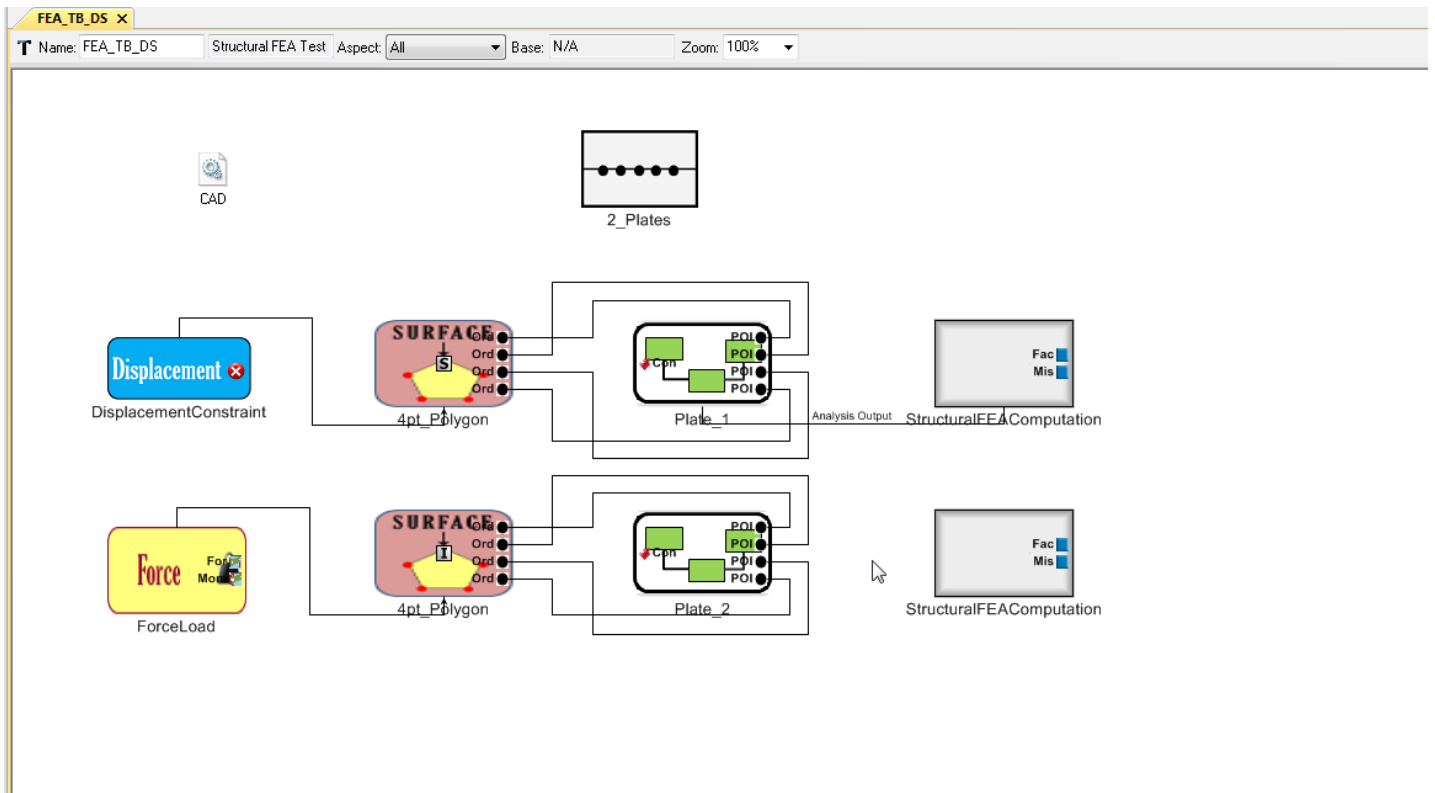 FEA_TB_DS X
T Name: FEA_TB_DS Structural FEA Test Aspect: All Base: N/A Zoom: 100%
CAD
2_Plates
SURFACE
Ord
Ord
Ord
Ord
S
4pt_Polygon
Displacement
DisplacementConstraint
POI
POI
POI
POI
Con
Plate_1
Analysis Output
Fac
Mis
StructuralFEAComputation
Force
For
Mom
ForceLoad
SURFACE
Ord
Ord
Ord
Ord
I
4pt_Polygon
POI
POI
POI
POI
Con
Plate_2
Fac
Mis
StructuralFEAComputation